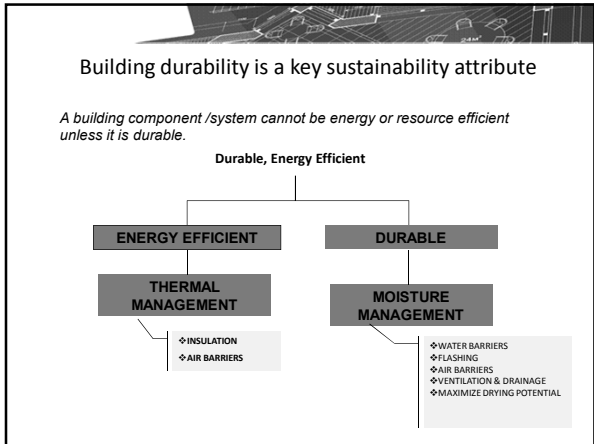 24M²
Building durability is a key sustainability attribute
A building component /system cannot be energy or resource efficient
unless it is durable.
Durable, Energy Efficient
ENERGY EFFICIENT
DURABLE
THERMAL
MANAGEMENT
MOISTURE
MANAGEMENT
❖INSULATION
❖AIR BARRIERS
❖WATER BARRIERS
❖FLASHING
❖AIR BARRIERS
❖VENTILATION & DRAINAGE
❖MAXIMIZE DRYING POTENTIAL